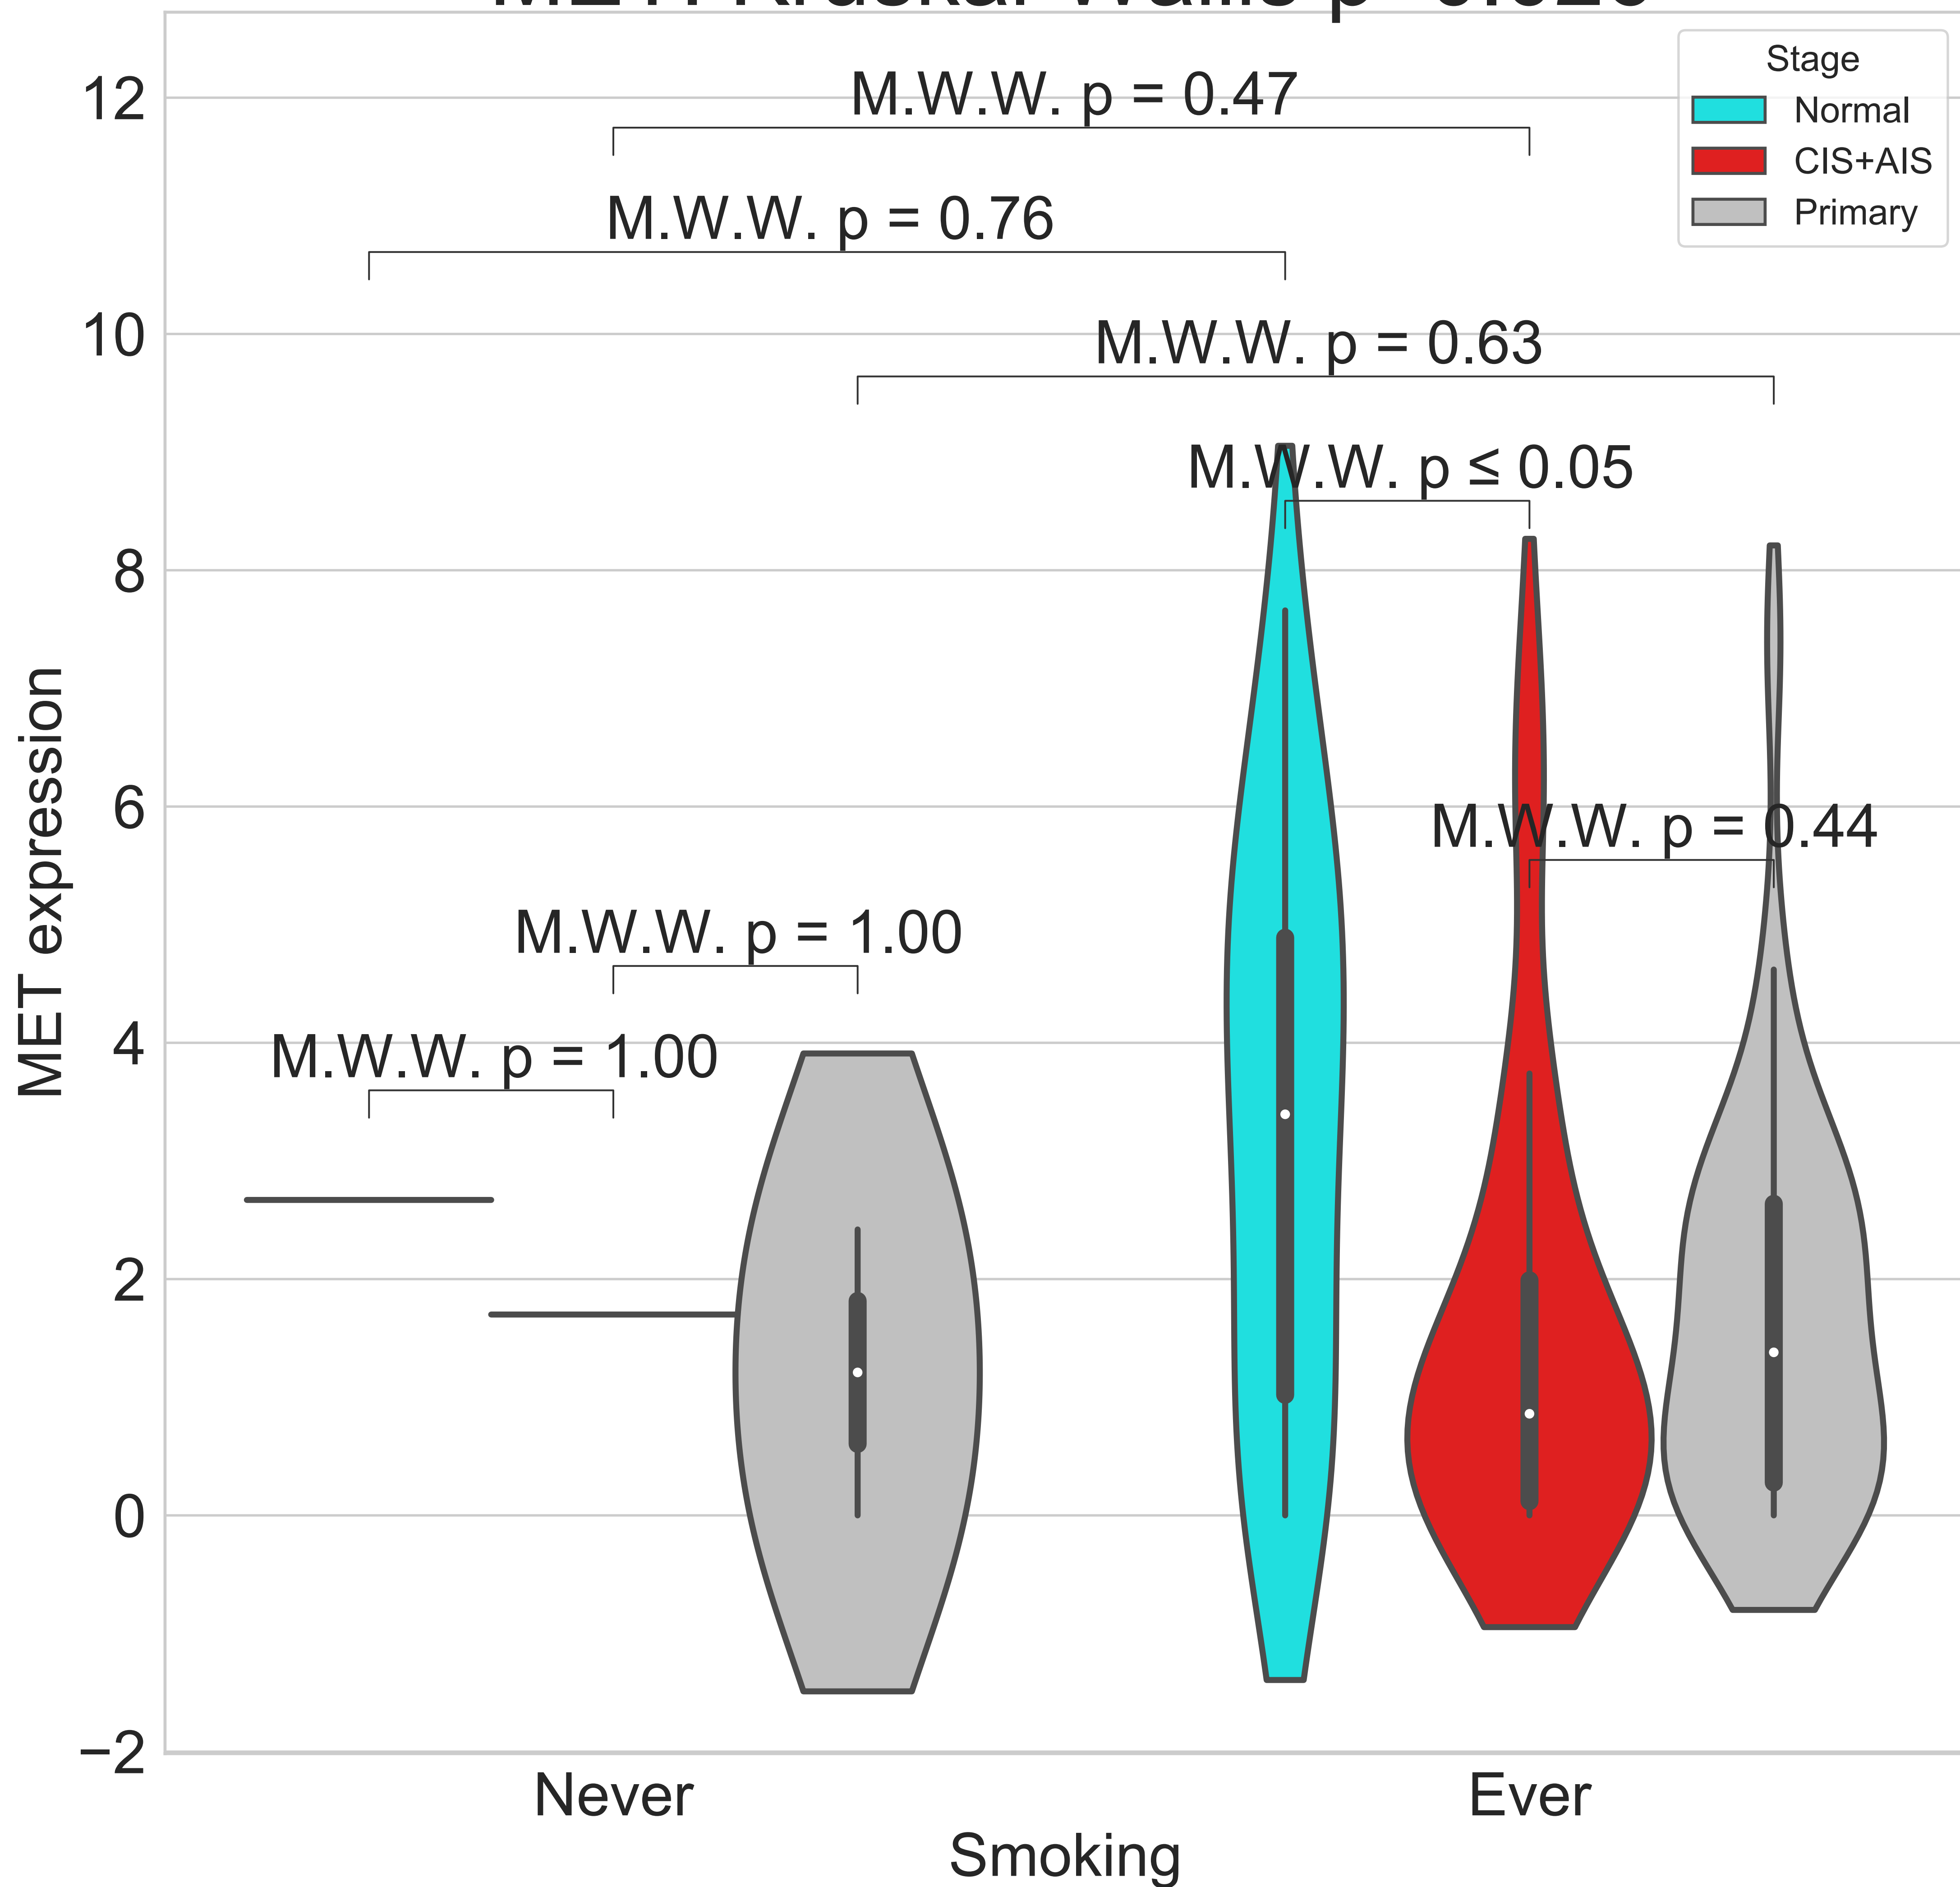 12
10
8
6
4
2
0
−2
MET expression
M.W.W. p = 0.47
M.W.W. p = 0.76
M.W.W. p = 0.63
M.W.W. p ≤ 0.05
M.W.W. p = 0.44
M.W.W. p = 1.00
M.W.W. p = 1.00
Stage
Normal
CIS+AIS
Primary
Never
Ever
Smoking